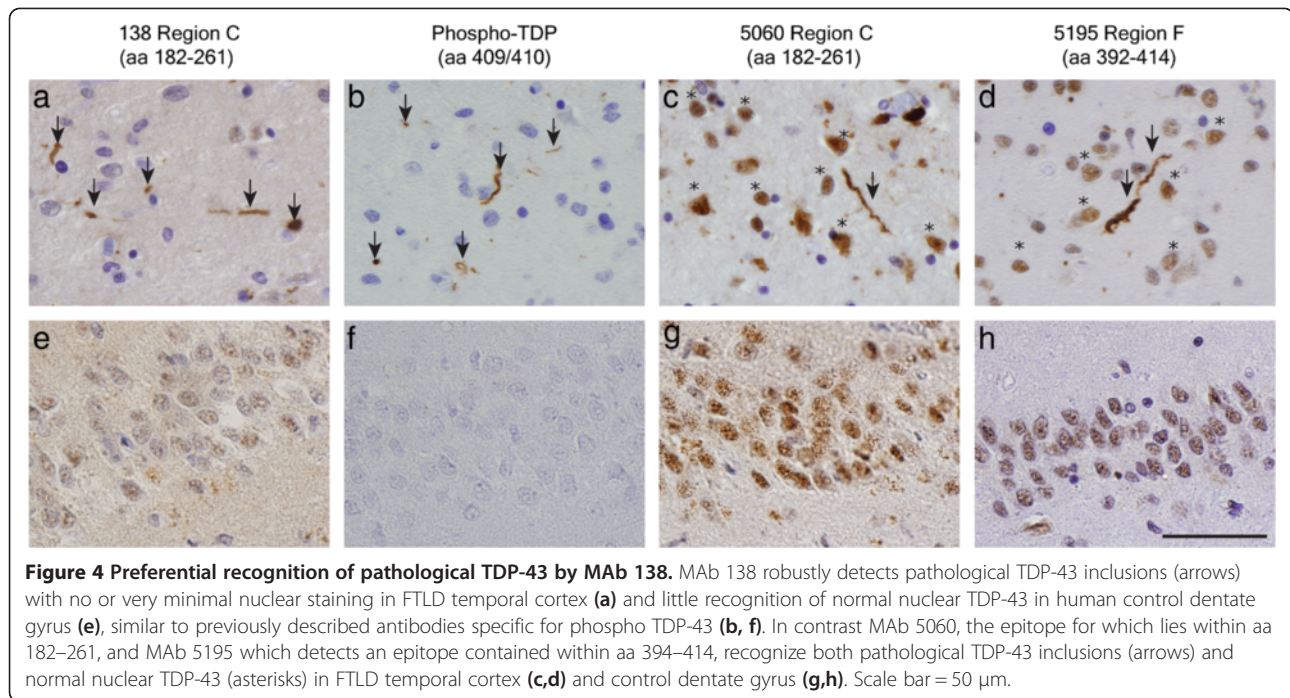 138 Region C
(aa 182-261)
Phospho-TDP
(aa 409/410)
5060 Region C
(aa 182-261)
5195 Region F
(aa 392-414)
a
b
c
d
* * * * * * * *
* * * * * *
e
f
g
h
Figure 4 Preferential recognition of pathological TDP-43 by MAb 138. MAb 138 robustly detects pathological TDP-43 inclusions (arrows)
with no or very minimal nuclear staining in FTLD temporal cortex (a) and little recognition of normal nuclear TDP-43 in human control dentate
gyrus (e), similar to previously described antibodies specific for phospho TDP-43 (b, f). In contrast MAb 5060, the epitope for which lies within aa
182–261, and MAb 5195 which detects an epitope contained within aa 394–414, recognize both pathological TDP-43 inclusions (arrows) and
normal nuclear TDP-43 (asterisks) in FTLD temporal cortex (c,d) and control dentate gyrus (g,h). Scale bar = 50 μm.